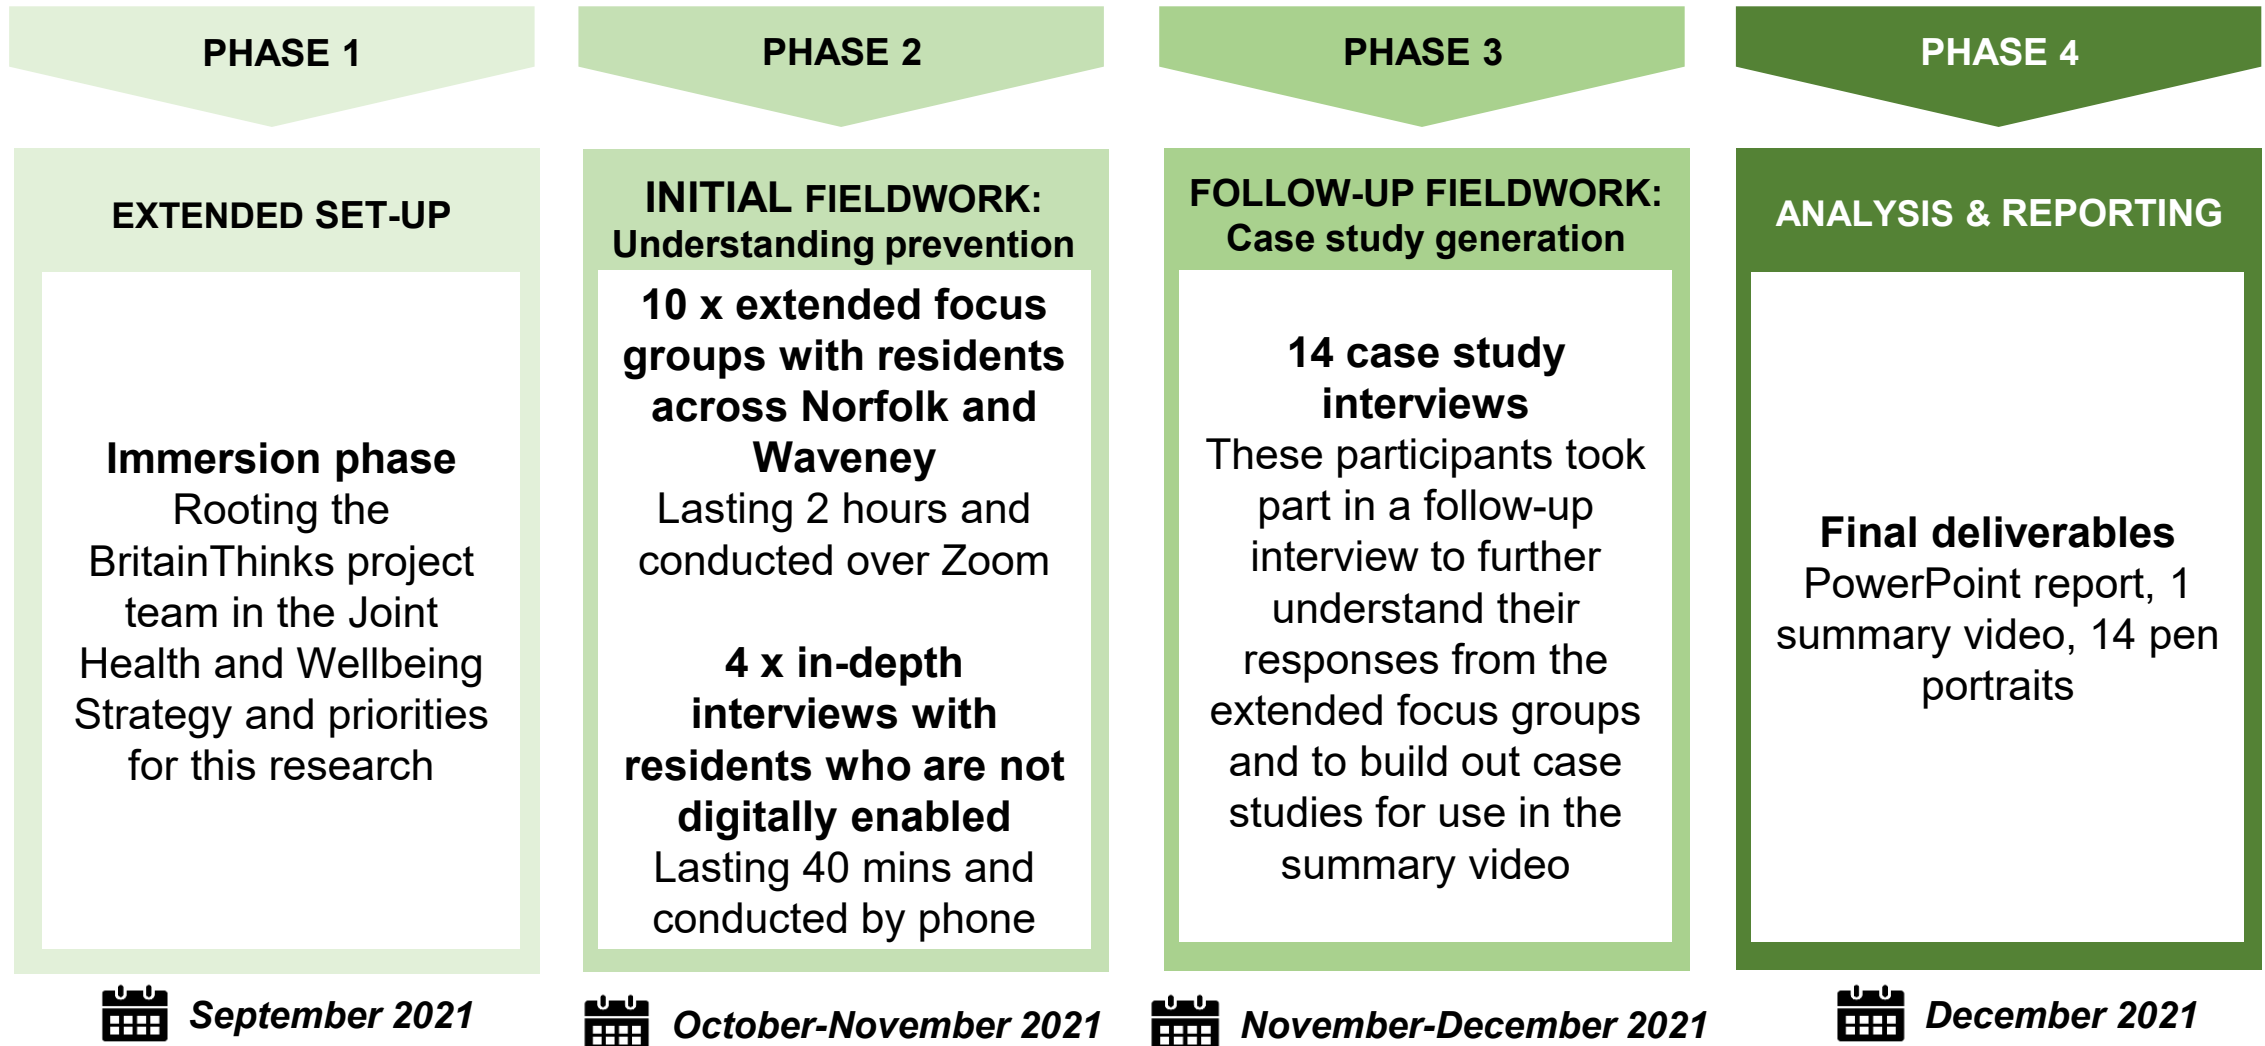 PHASE 1
EXTENDED SET-UP
Immersion phase
Rooting the
BritainThinks project
team in the Joint
Health and Wellbeing
Strategy and priorities
for this research
September 2021
PHASE 2
INITIAL FIELDWORK:
Understanding prevention
10 x extended focus
groups with residents
across Norfolk and
Waveney
Lasting 2 hours and
conducted over Zoom
4 x in-depth
interviews with
residents who are not
digitally enabled
Lasting 40 mins and
conducted by phone
October-November 2021
PHASE 3
FOLLOW-UP FIELDWORK:
Case study generation
14 case study
interviews
These participants took
part in a follow-up
interview to further
understand their
responses from the
extended focus groups
and to build out case
studies for use in the
summary video
November-December 2021
PHASE 4
ANALYSIS & REPORTING
Final deliverables
PowerPoint report, 1
summary video, 14 pen
portraits
December 2021